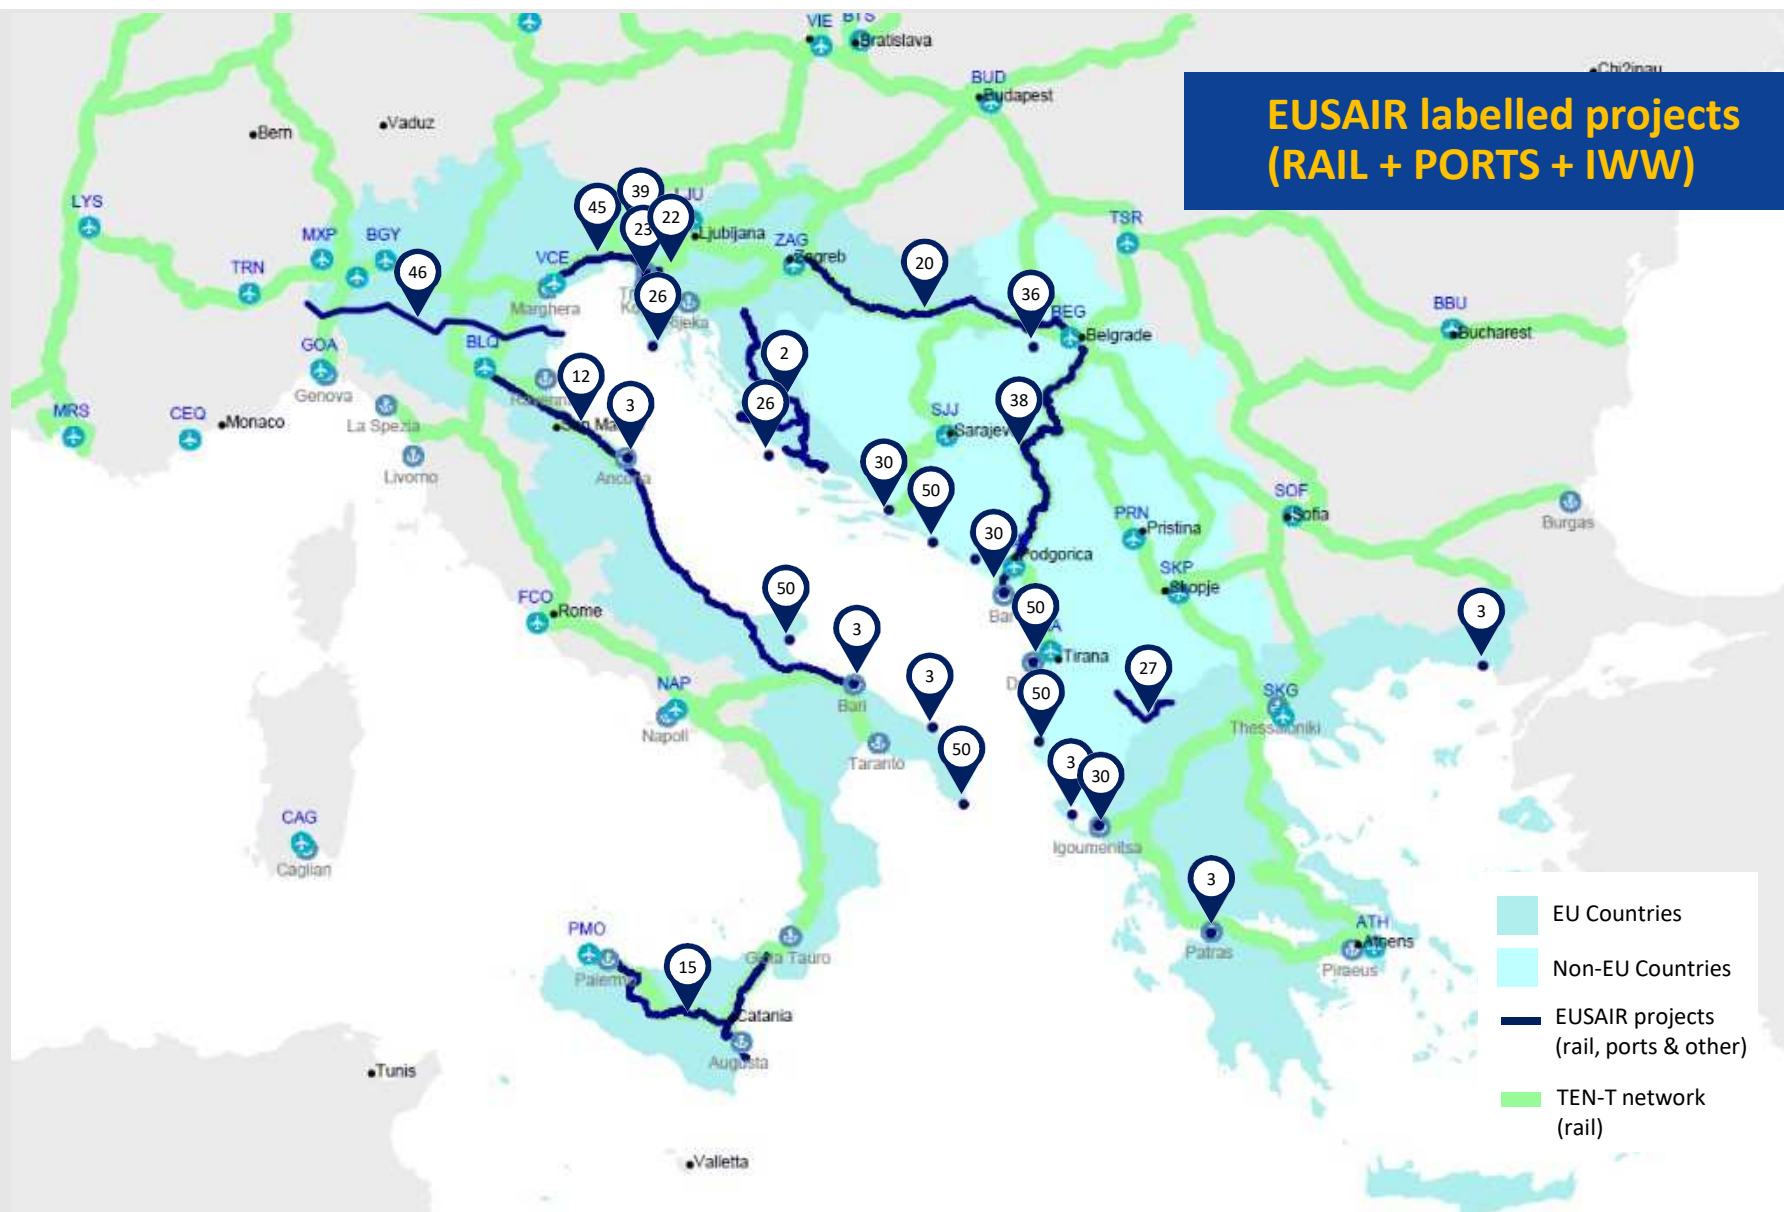 EUSAIR labelled projects
(RAIL + PORTS + IWW)
VIE
BTS
Bratislava
BUD
Budapest
Bern
Vaduz
LYS
MXP
BGY
TRN
46
45
39
23
22
LJU
Ljubljana
VCE
Marghera
ZAG
Zagreb
20
TSR
36
BEG
Belgrade
BBU
Bucharest
26
GOA
Genova
BLQ
12
3
2
26
MRS
CEQ
Monaco
La Spezia
Livorno
Ancona
SJJ
38
30
50
30
PRN
Pristina
SOF
Sofia
Burgas
Podgorica
SKP
Skopje
FCO
Rome
50
3
50
Tirana
27
3
NAP
Napoli
Bari
3
50
50
Taranto
SKG
Thessaloniki
3
30
Igoumenitsa
CAG
3
Patras
ATH
Athens
Piraeus
PMO
Palermo
15
Gioia Tauro
Catania
Augusta
Tunis
Valletta
EU Countries
Non-EU Countries
EUSAIR projects
(rail, ports & other)
TEN-T network
(rail)